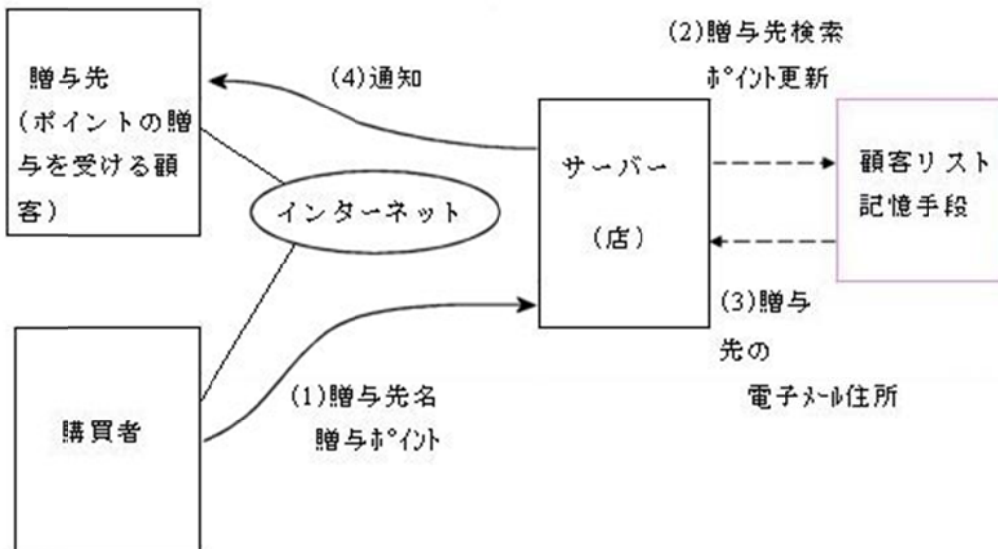 (2)贈与先検索
ﾎﾟｲﾝﾄ更新
(4)通知
贈与先
(ポイントの贈
与を受ける顧
客)
サーバー
(店)
顧客リスト
記憶手段
インターネット
(3)贈与
先の
電子ﾒｰﾙ住所
(1)贈与先名
贈与ﾎﾟｲﾝﾄ
購買者